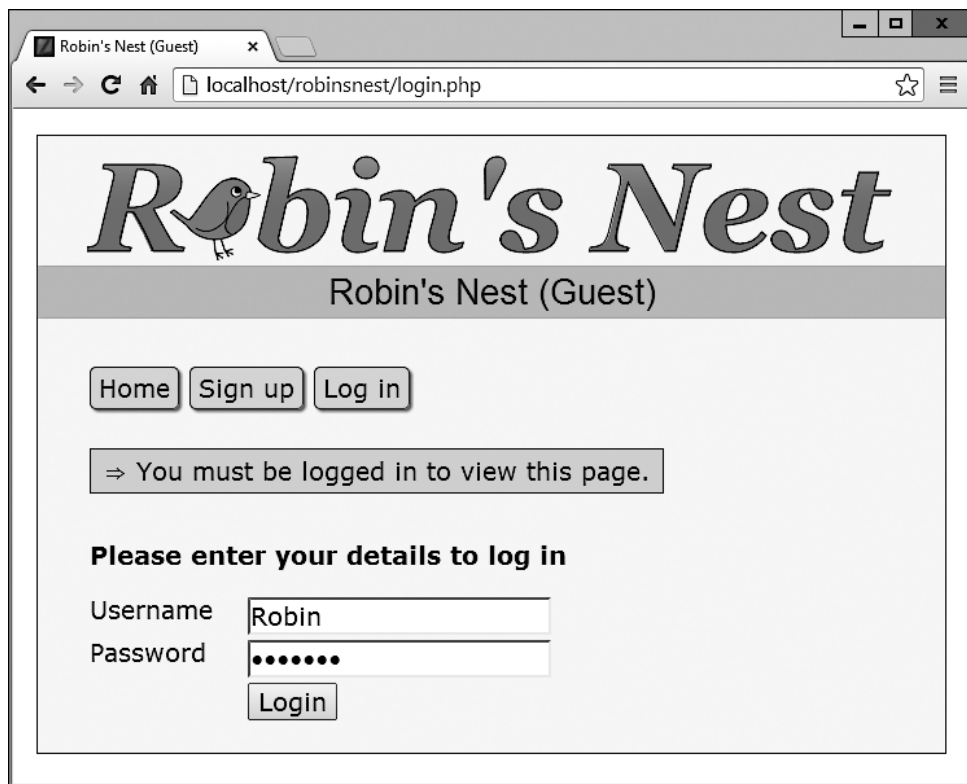 Robin's Nest (Guest)
localhost/robinsnest/login.php
Robin's Nest
Robin's Nest (Guest)
Home Sign up Log in
⇒ You must be logged in to view this page.
Please enter your details to log in
Username Robin
Password •••••••
Login